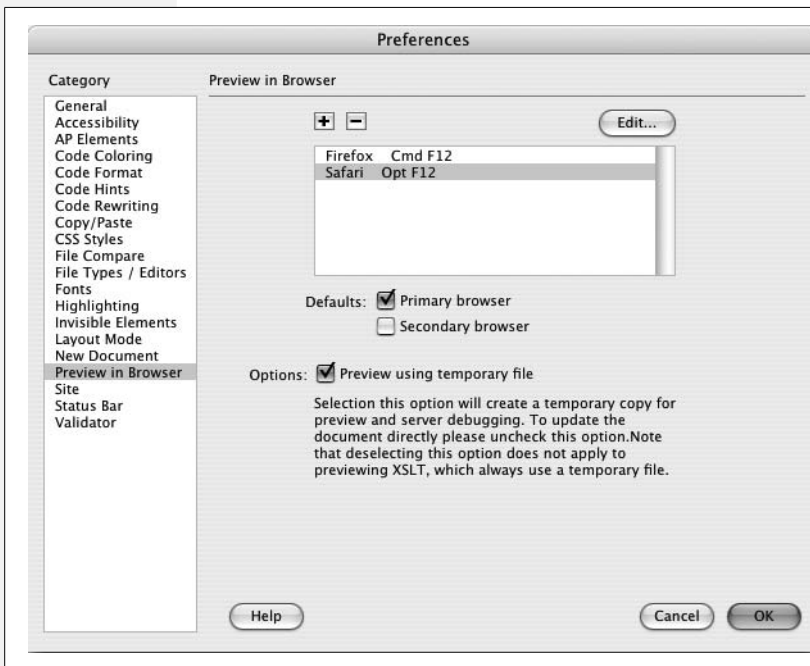 Preferences
Category
General
Accessibility
AP Elements
Code Coloring
Code Format
Code Hints
Code Rewriting
Copy/Paste
CSS Styles
File Compare
File Types / Editors
Fonts
Highlighting
Invisible Elements
Layout Mode
New Document
Preview in Browser
Site
Status Bar
Validator
Preview in Browser
Edit...
Firefox Cmd F12
Safari Opt F12
Defaults: Primary browser
Secondary browser
Options: Preview using temporary file
Selection this option will create a temporary copy for
preview and server debugging. To update the
document directly please uncheck this option.Note
that deselecting this option does not apply to
previewing XSLT, which always use a temporary file.
Help
Cancel
OK